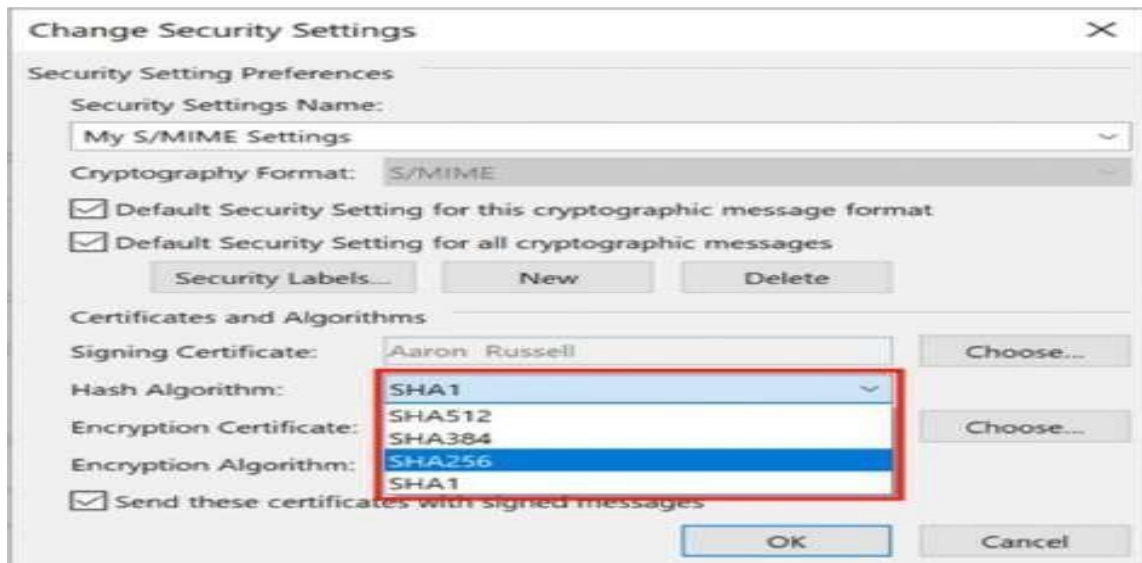 Change Security Settings
Security Setting Preferences
Security Settings Name:
My S/MIME Settings
Cryptography Format: S/MIME
Default Security Setting for this cryptographic message format
Default Security Setting for all cryptographic messages
Security Labels... New Delete
Certificates and Algorithms
Signing Certificate: Aaron Russell Choose...
Hash Algorithm: SHA1
SHA512
Encryption Certificate: SHA384 Choose...
SHA256
Encryption Algorithm:
SHA1
Send these certificates with signed messages
OK Cancel